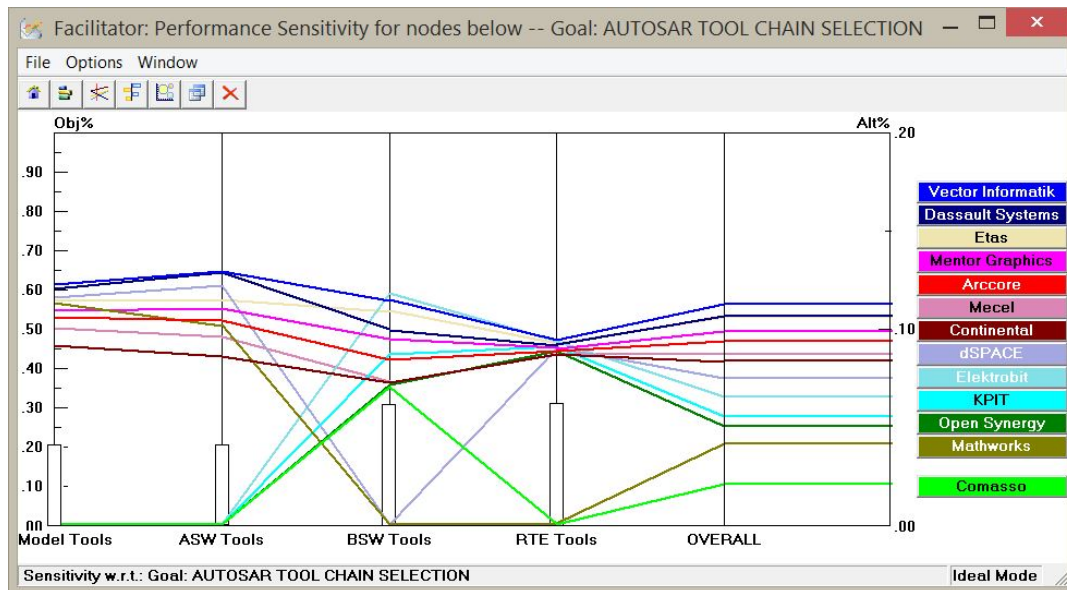 Facilitator: Performance Sensitivity for nodes below -- Goal: AUTOSAR TOOL CHAIN SELECTION
File Options Window
Obj% Alt%
.20
.90
.80
.70
.60
.50
.40
.30
.20
.10
.00
.10
.00
Vector Informatik
Dassault Systems
Etas
Mentor Graphics
Arccore
Mecel
Continental
dSPACE
Elektrobit
KPIT
Open Synergy
Mathworks
Comasso
Model Tools ASW Tools BSW Tools RTE Tools OVERALL
Sensitivity w.r.t.: Goal: AUTOSAR TOOL CHAIN SELECTION Ideal Mode